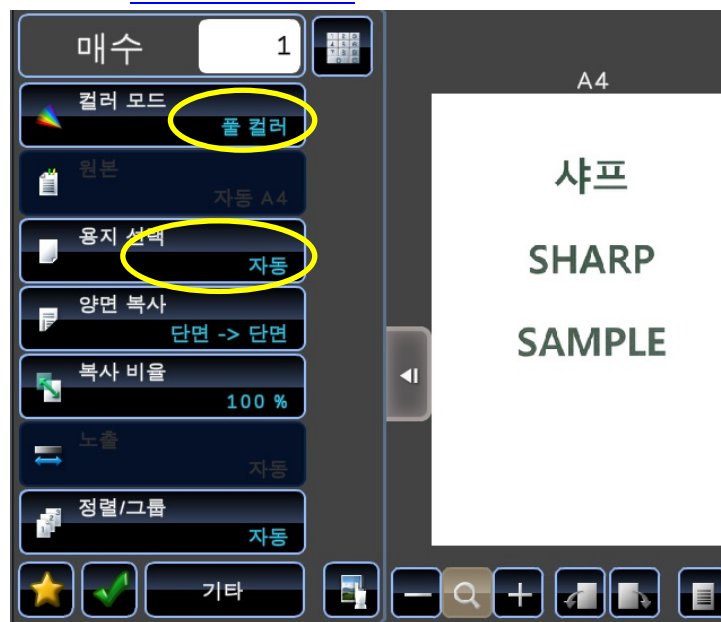 매수 1
컬러 모드
풀 컬러
원본
자동 A4
용지 선택
자동
양면 복사
단면 -> 단면
복사 비율
100 %
노출
자동
정렬/그룹
자동
기타
A4
샤프
SHARP
SAMPLE